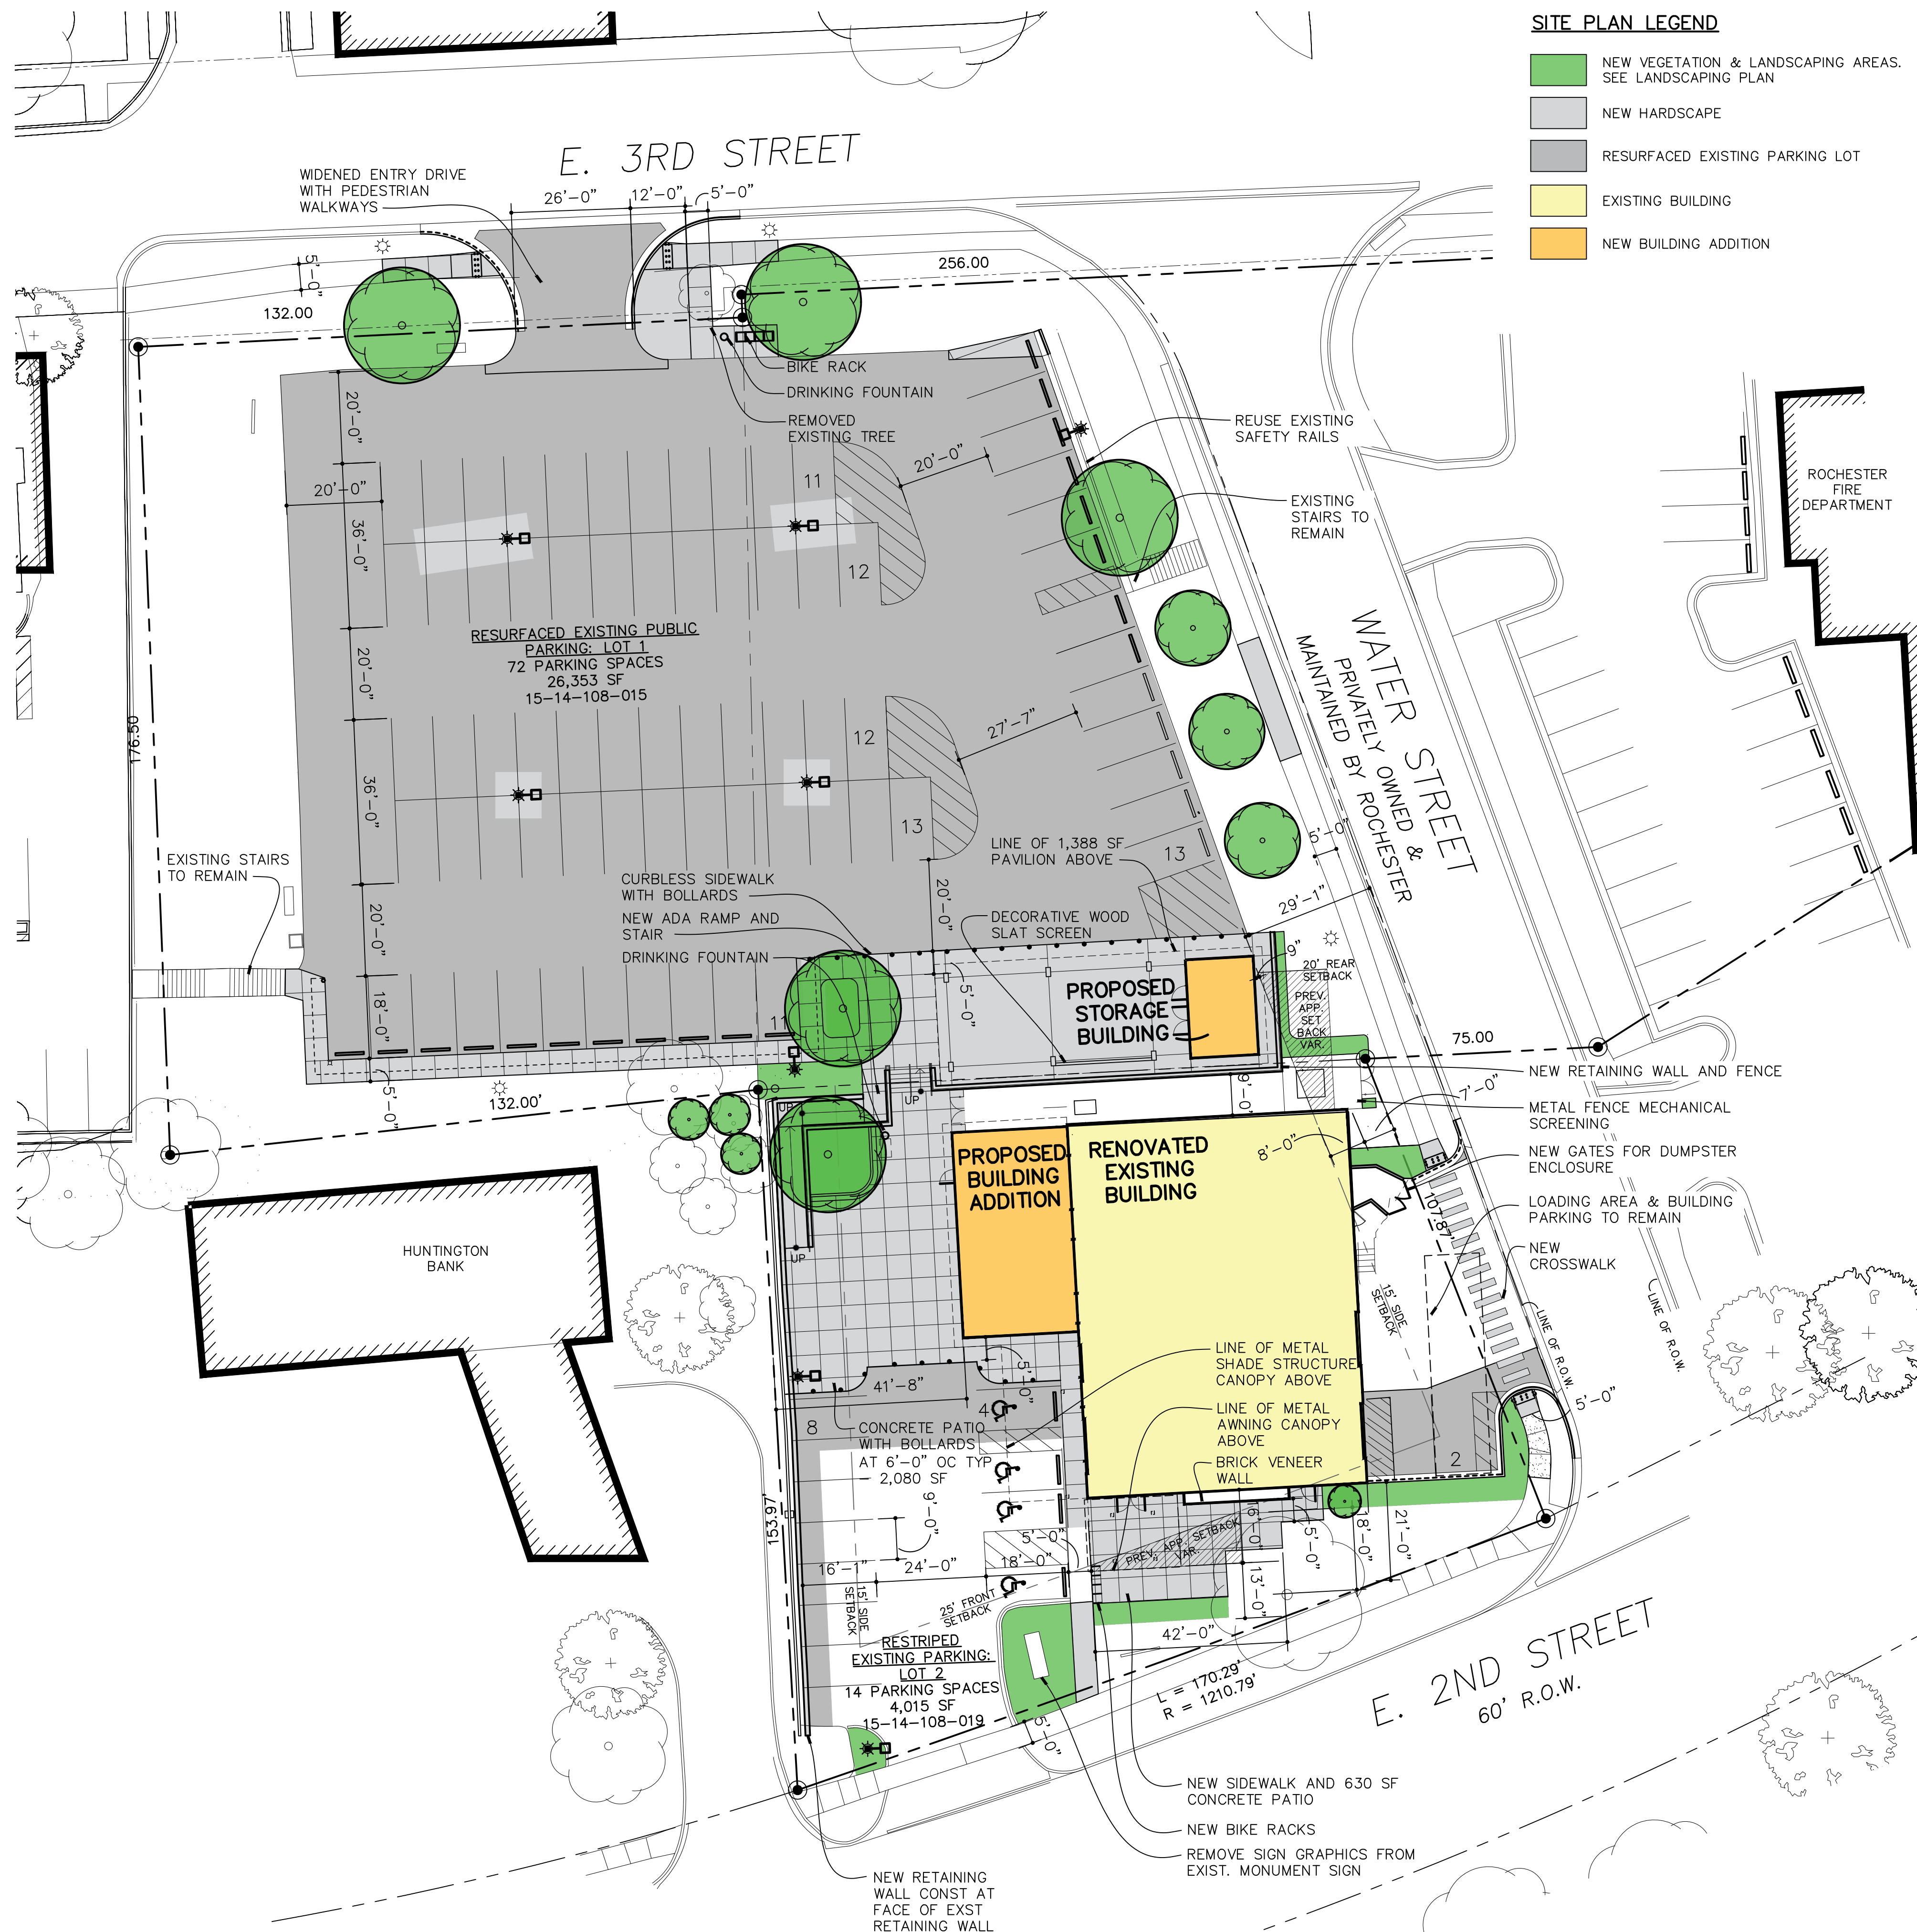 SITE PLAN LEGEND
NEW VEGETATION & LANDSCAPING AREAS.
SEE LANDSCAPING PLAN
NEW HARDSCAPE
RESURFACED EXISTING PARKING LOT
EXISTING BUILDING
NEW BUILDING ADDITION
E. 3RD STREET
WIDENED ENTRY DRIVE
WITH PEDESTRIAN
WALKWAYS
26'-0"
12'-0"
5'-0"
5'-0"
132.00
256.00
BIKE RACK
DRINKING FOUNTAIN
REMOVED
EXISTING TREE
REUSE EXISTING
SAFETY RAILS
EXISTING
STAIRS TO
REMAIN
ROCHESTER
FIRE
DEPARTMENT
20'-0"
20'-0"
20'-0"
11
36'-0"
12
RESURFACED EXISTING PUBLIC
PARKING: LOT 1
72 PARKING SPACES
26,353 SF
15-14-108-015
20'-0"
176.50
12
27'-7"
36'-0"
13
13
WATER STREET
PRIVATELY OWNED &
MAINTAINED BY ROCHESTER
5'-0"
29'-1"
EXISTING STAIRS
TO REMAIN
CURBLESS SIDEWALK
WITH BOLLARDS
NEW ADA RAMP AND
STAIR
DRINKING FOUNTAIN
LINE OF 1,388 SF
PAVILION ABOVE
DECORATIVE WOOD
SLAT SCREEN
20'-0"
20'-0"
18'-0"
11
5'-0"
5'-0"
132.00'
PROPOSED
STORAGE
BUILDING
9"
20' REAR
SETBACK
PREV.
APP.
SET
BACK
VAR.
75.00
NEW RETAINING WALL AND FENCE
METAL FENCE MECHANICAL
SCREENING
NEW GATES FOR DUMPSTER
ENCLOSURE
LOADING AREA & BUILDING
PARKING TO REMAIN
NEW
CROSSWALK
7'-0"
8'-0"
9'-0"
107.87'
UP
UP
UP
PROPOSED
BUILDING
ADDITION
RENOVATED
EXISTING
BUILDING
HUNTINGTON
BANK
15' SIDE
SETBACK
LINE OF R.O.W.
LINE OF R.O.W.
LINE OF METAL
SHADE STRUCTURE
CANOPY ABOVE
LINE OF METAL
AWNING CANOPY
ABOVE
BRICK VENEER
WALL
41'-8"
5'-0"
8
4
CONCRETE PATIO
WITH BOLLARDS
AT 6'-0" OC TYP
- 2,080 SF
2
5'-0"
153.97'
9'-0"
16'-1"
24'-0"
18'-0"
5'-0"
15' SIDE
SETBACK
25' FRONT
SETBACK
PREV. APP. SETBACK
VAR.
6'-0"
5'-0"
18'-0"
21'-0"
13'-0"
42'-0"
RESTRIPED
EXISTING PARKING:
LOT 2
14 PARKING SPACES
4,015 SF
15-14-108-019
5'-0"
L = 170.29'
R = 1210.79'
E. 2ND STREET
60' R.O.W.
NEW SIDEWALK AND 630 SF
CONCRETE PATIO
NEW BIKE RACKS
REMOVE SIGN GRAPHICS FROM
EXIST. MONUMENT SIGN
NEW RETAINING
WALL CONST AT
FACE OF EXST
RETAINING WALL